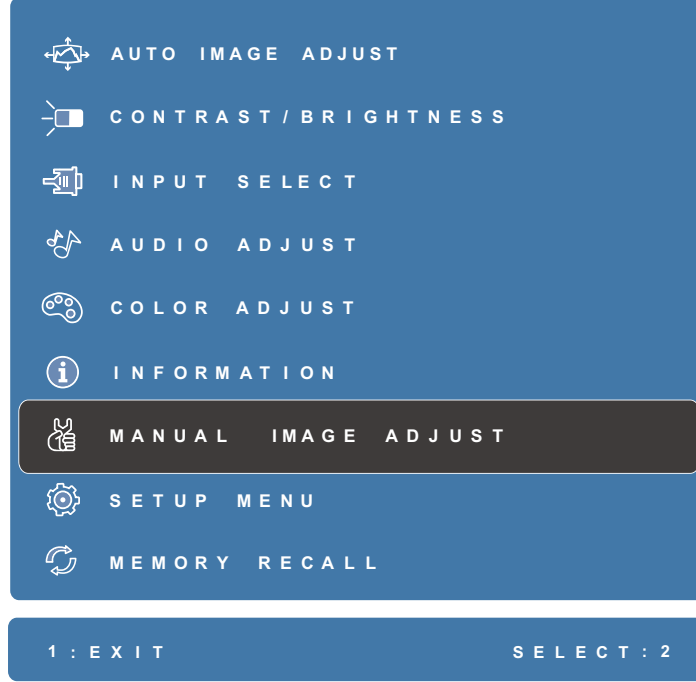 AUTO IMAGE ADJUST
CONTRAST/BRIGHTNESS
INPUT SELECT
AUDIO ADJUST
COLOR ADJUST
INFORMATION
MANUAL IMAGE ADJUST
SETUP MENU
MEMORY RECALL
1:EXIT SELECT:2